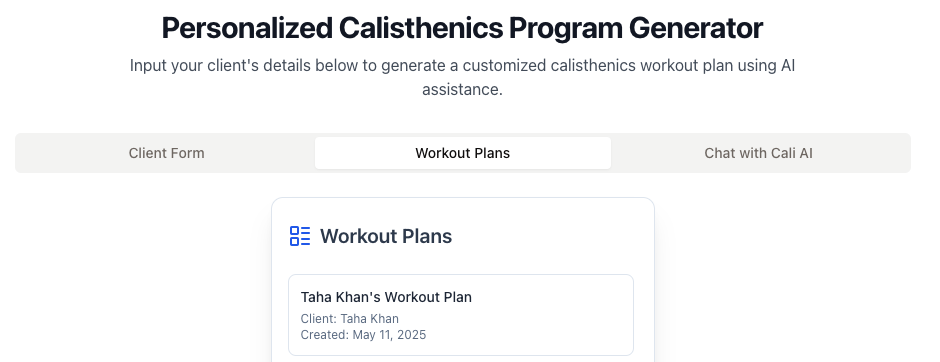 Personalized Calisthenics Program Generator
Input your client's details below to generate a customized calisthenics workout plan using AI
assistance.
Client Form
Workout Plans
Chat with Cali AI
Workout Plans
Taha Khan's Workout Plan
Client: Taha Khan
Created: May 11, 2025